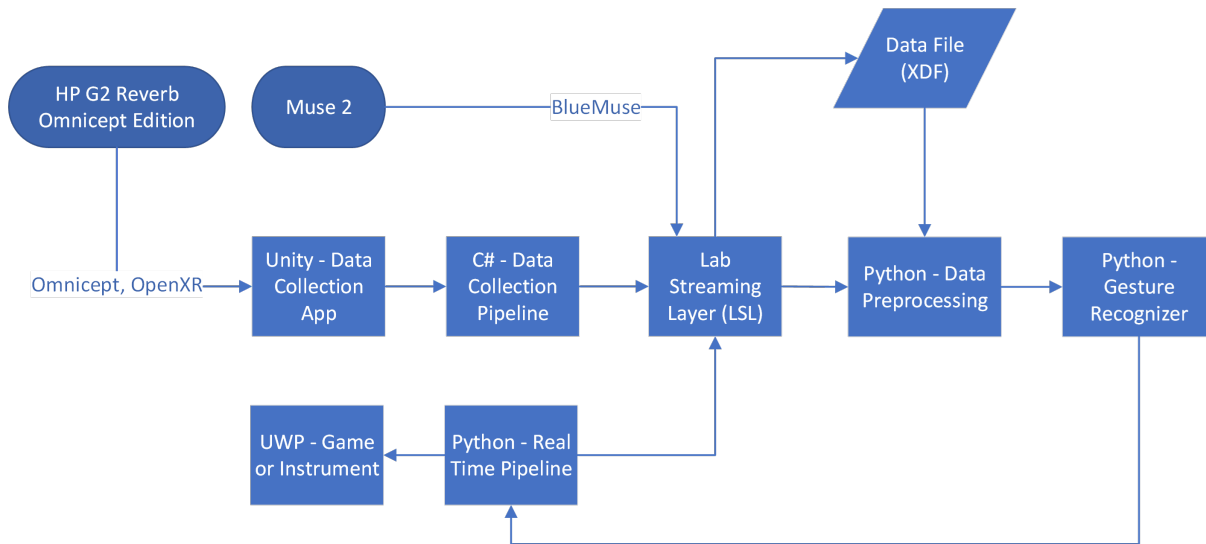 Data File
(XDF)
HP G2 Reverb
Omnicept Edition
Muse 2
BlueMuse
Omnicept, OpenXR
Unity - Data
Collection
App
C# - Data
Collection
Pipeline
Lab
Streaming
Layer (LSL)
Python - Data
Preprocessing
Python -
Gesture
Recognizer
UWP - Game
or Instrument
Python - Real
Time Pipeline